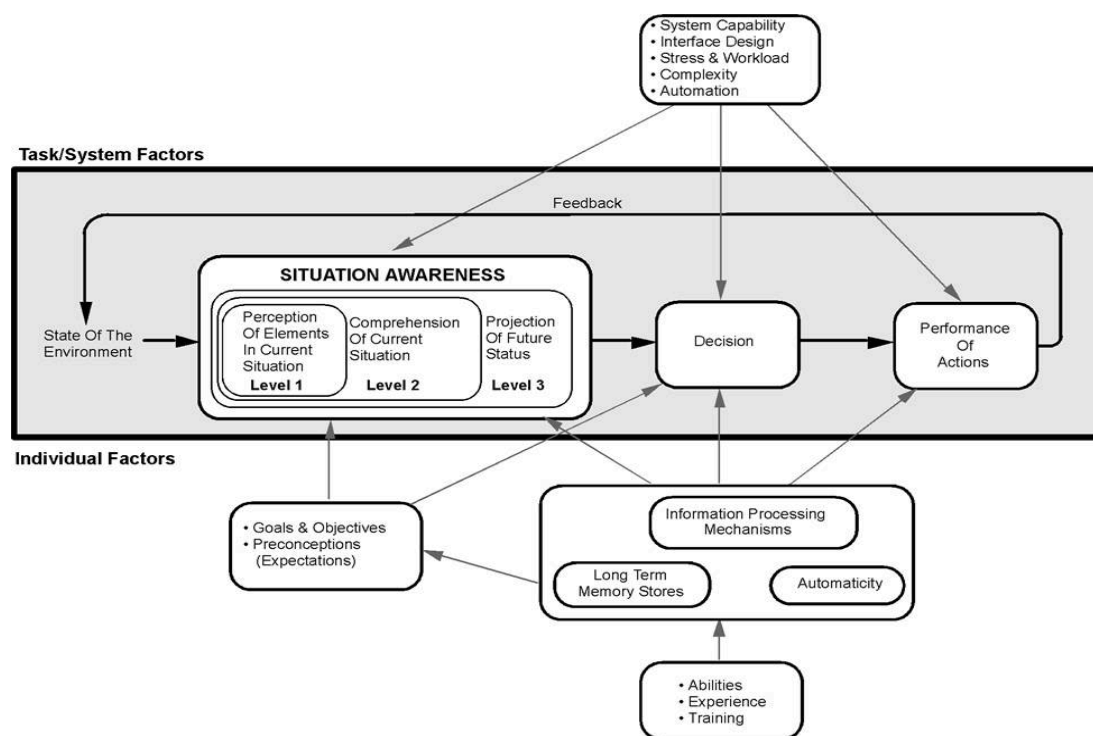 • System Capability
• Interface Design
• Stress & Workload
• Complexity
• Automation
Task/System Factors
Feedback
SITUATION AWARENESS
State Of The
Environment
Perception
Of Elements
In Current
Situation
Level 1
Comprehension
Of Current
Situation
Level 2
Projection
Of Future
Status
Level 3
Decision
Performance
Of
Actions
Individual Factors
• Goals & Objectives
• Preconceptions
(Expectations)
Information Processing
Mechanisms
Long Term
Memory Stores
Automaticity
• Abilities
• Experience
• Training